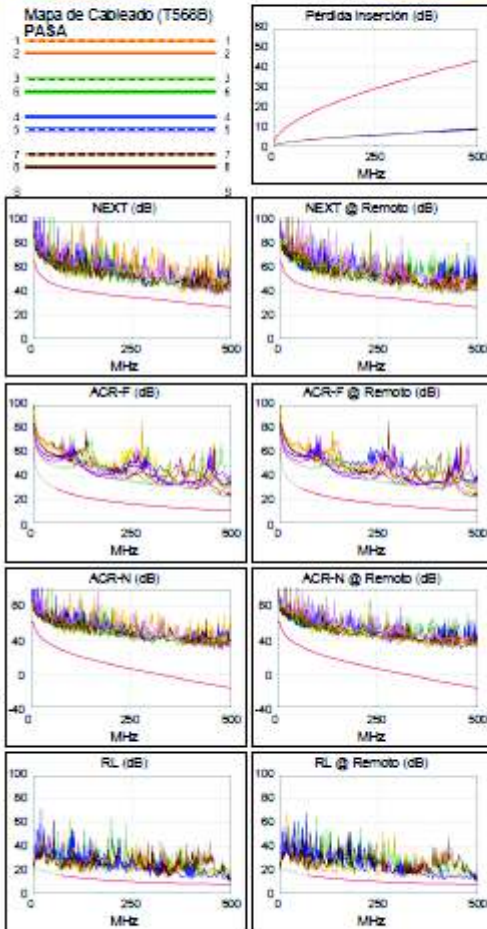 Mapa de Cableado (T568B)
PASA
1 1
2 2
3 3
6 6
4 4
5 5
7 7
8 8
S S
Pérdida Inserción (dB)
60
50
40
30
20
10
0
0 250 500
MHz
NEXT (dB)
100
80
60
40
20
0
0 250 500
MHz
NEXT @ Remoto (dB)
100
80
60
40
20
0
0 250 500
MHz
ACR-F (dB)
100
80
60
40
20
0
0 250 500
MHz
ACR-F @ Remoto (dB)
100
80
60
40
20
0
0 250 500
MHz
ACR-N (dB)
80
40
0
-40
0 250 500
MHz
ACR-N @ Remoto (dB)
80
40
0
-40
0 250 500
MHz
RL (dB)
100
80
60
40
20
0
0 250 500
MHz
RL @ Remoto (dB)
100
80
60
40
20
0
0 250 500
MHz